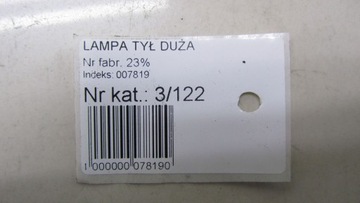 LAMPA TYŁ DUŻA
Nr fabr. 23%
Indeks: 007819
Nr kat.: 3/122
1 000000 078190